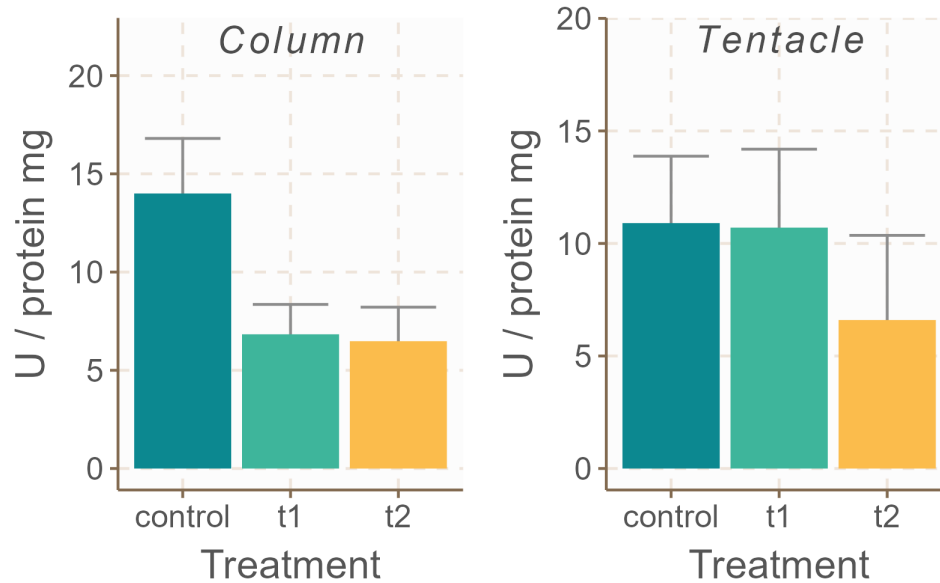 Column
U / protein mg
20
15
10
5
0
control t1 t2
Treatment
Tentacle
U / protein mg
20
15
10
5
0
control t1 t2
Treatment